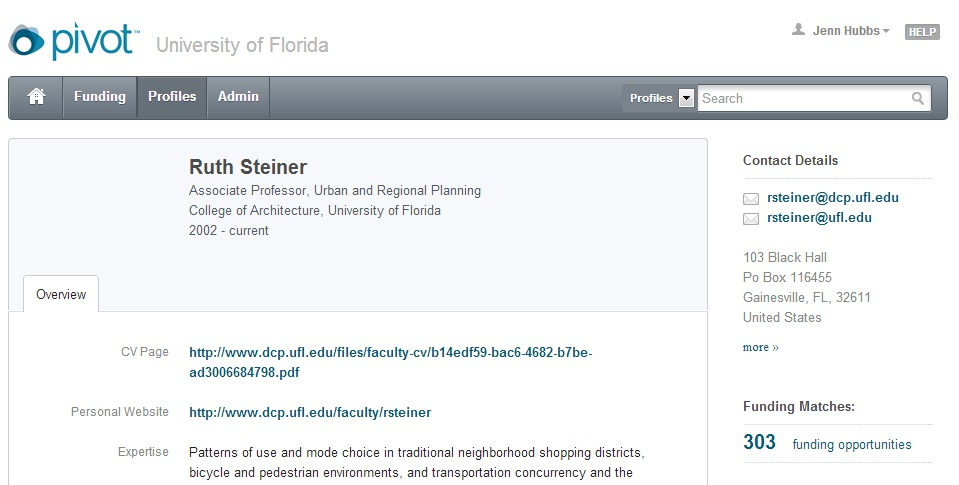 pivot™ University of Florida
Jenn Hubbs HELP
Funding Profiles Admin
Profiles Search
Ruth Steiner
Associate Professor, Urban and Regional Planning
College of Architecture, University of Florida
2002 - current
Overview
CV Page http://www.dcp.ufl.edu/files/faculty-cv/b14edf59-bac6-4682-b7be-
ad3006684798.pdf
Personal Website http://www.dcp.ufl.edu/faculty/rsteiner
Expertise Patterns of use and mode choice in traditional neighborhood shopping districts,
bicycle and pedestrian environments, and transportation concurrency and the
Contact Details
rsteiner@dcp.ufl.edu
rsteiner@ufl.edu
103 Black Hall
Po Box 116455
Gainesville, FL, 32611
United States
more »
Funding Matches:
303 funding opportunities